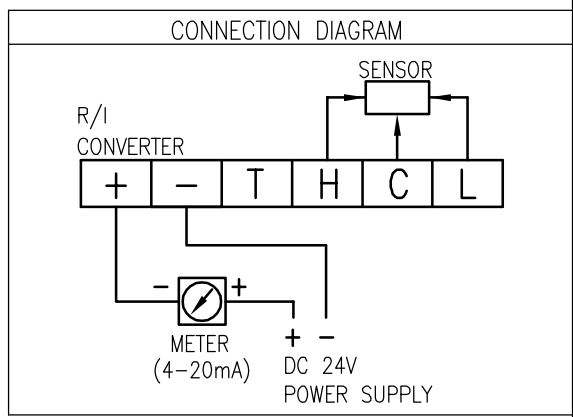 CONNECTION DIAGRAM
SENSOR
R/I
CONVERTER
+ − T H C L
− +
METER
(4−20mA)
+ −
DC 24V
POWER SUPPLY